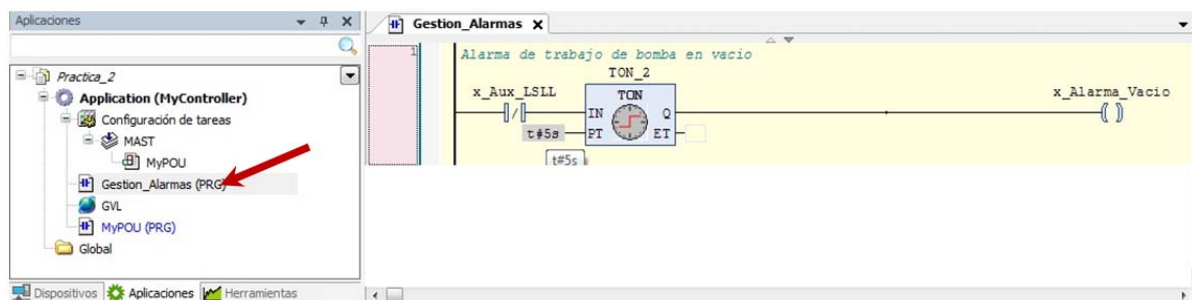 Aplicaciones
Practica_2
Application (MyController)
Configuración de tareas
MAST
MyPOU
Gestion_Alarmas (PRG)
GVL
MyPOU (PRG)
Global
Dispositivos Aplicaciones Herramientas
Gestion_Alarmas
1
Alarma de trabajo de bomba en vacio
TON_2
x_Aux_LSLL TON x_Alarma_Vacio
IN Q
t#5s PT ET
t#5s